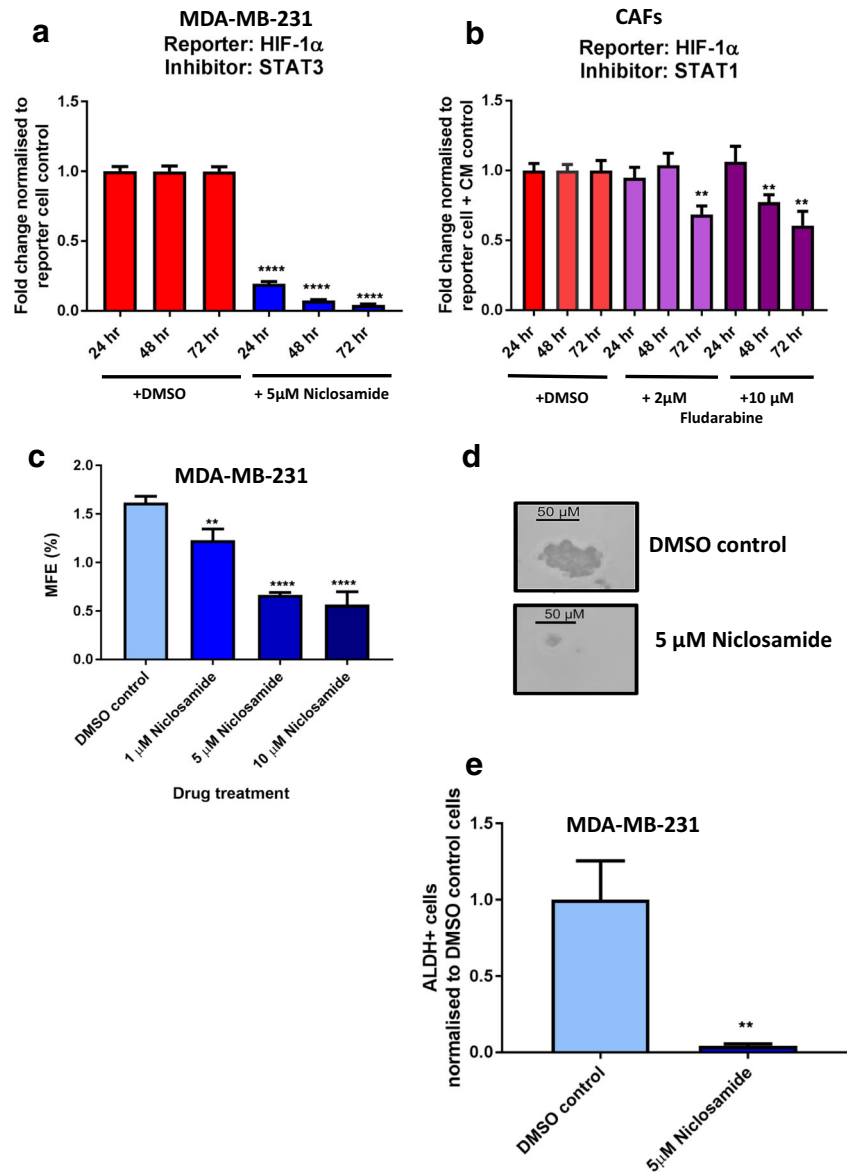 a
MDA-MB-231
Reporter: HIF-1α
Inhibitor: STAT3
Fold change normalised to
reporter cell control
1.5
1.0
0.5
0.0
****
****
****
24 hr
48 hr
72 hr
24 hr
48 hr
72 hr
+DMSO
+ 5μM Niclosamide
b
CAFs
Reporter: HIF-1α
Inhibitor: STAT1
Fold change normalised to
reporter cell + CM control
1.5
1.0
0.5
0.0
**
**
**
24 hr
48 hr
72 hr
24 hr
48 hr
72 hr
24 hr
48 hr
72 hr
+DMSO
+ 2μM
+10 μM
Fludarabine
c
MDA-MB-231
MFE (%)
2.0
1.5
1.0
0.5
0.0
**
****
****
DMSO control
1 μM Niclosamide
5 μM Niclosamide
10 μM Niclosamide
Drug treatment
d
50 μM
DMSO control
50 μM
5 μM Niclosamide
e
MDA-MB-231
ALDH+ cells
normalised to DMSO control cells
1.5
1.0
0.5
0.0
**
DMSO control
5μM Niclosamide